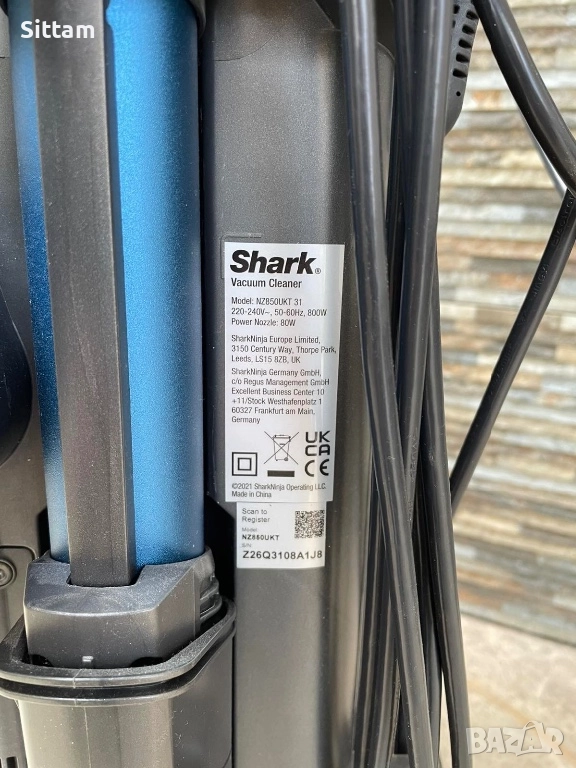 Sittam
Shark®
Vacuum Cleaner
Model: NZ850UKT 31
220-240V~, 50-60Hz, 800W
Power Nozzle: 80W
SharkNinja Europe Limited,
3150 Century Way, Thorpe Park,
Leeds, LS15 8ZB, UK
SharkNinja Germany GmbH,
c/o Regus Management GmbH
Excellent Business Center 10
+11/Stock Westhafenplatz 1
60327 Frankfurt am Main,
Germany
UK
CA
CE
©2021 SharkNinja Operating LLC.
Made in China
Scan to
Register
Model:
NZ850UKT
S/N:
Z26Q3108A1J8
BAZAR